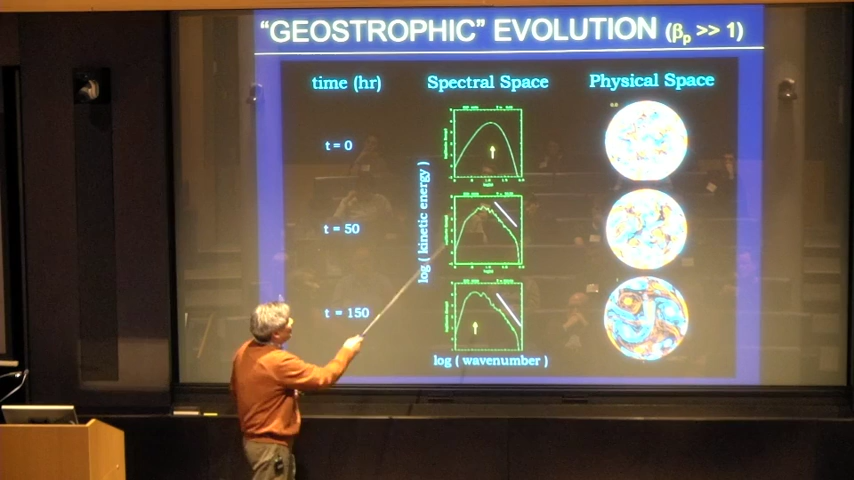 “GEOSTROPHIC” EVOLUTION (βp >> 1)
time (hr) Spectral Space Physical Space
t = 0
t = 50
t = 150
log ( kinetic energy )
log ( wavenumber )